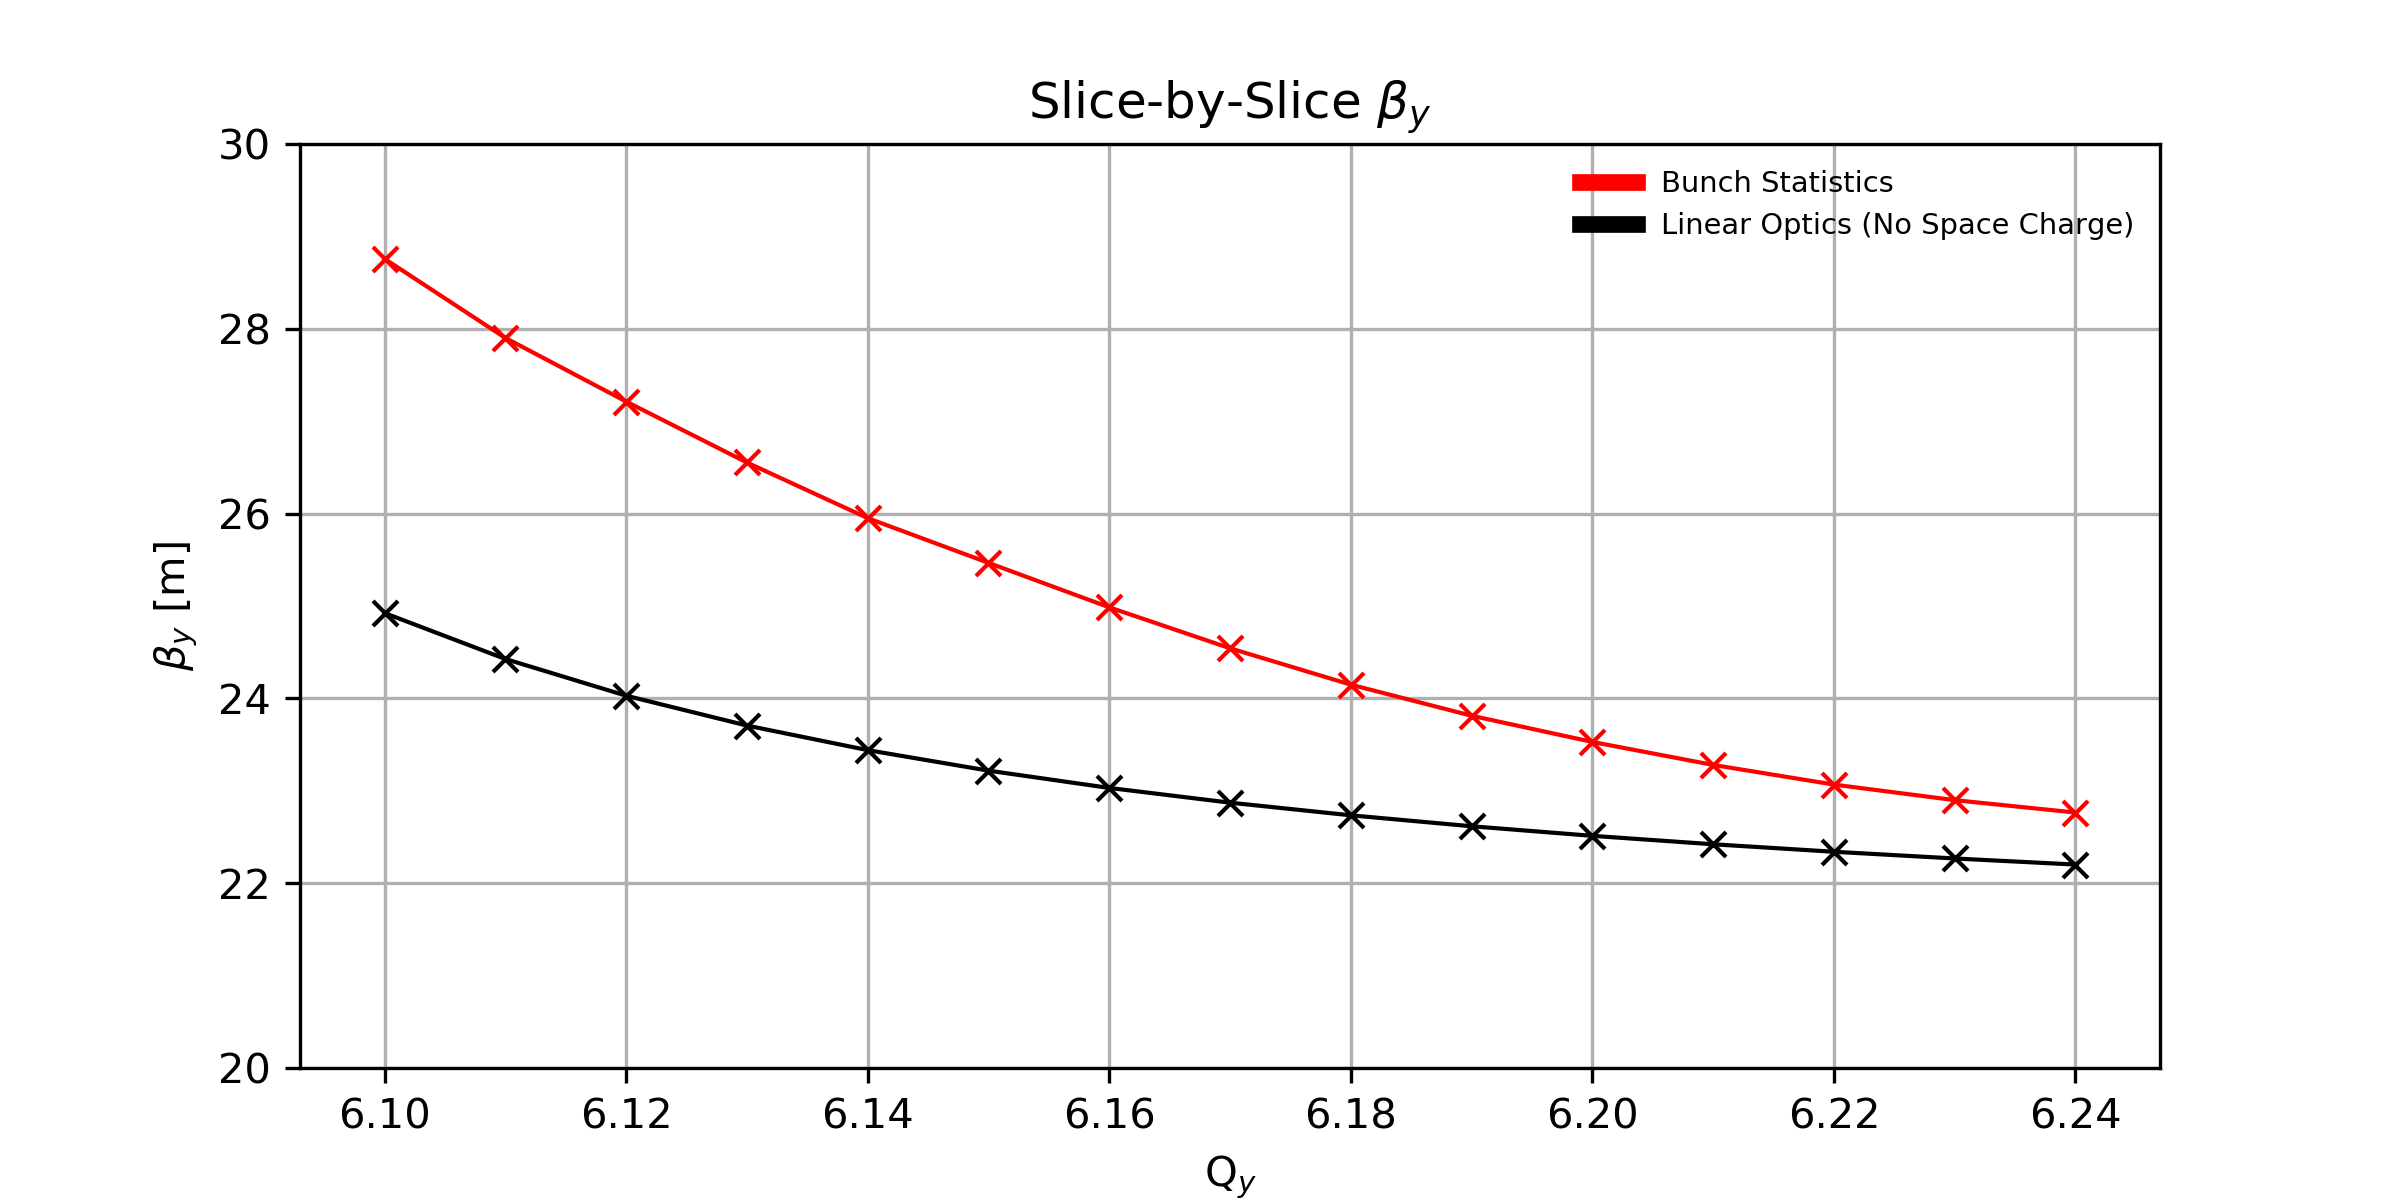 Slice-by-Slice βy
30
28
26
24
22
20
βy [m]
Bunch Statistics
Linear Optics (No Space Charge)
6.10 6.12 6.14 6.16 6.18 6.20 6.22 6.24
Qy